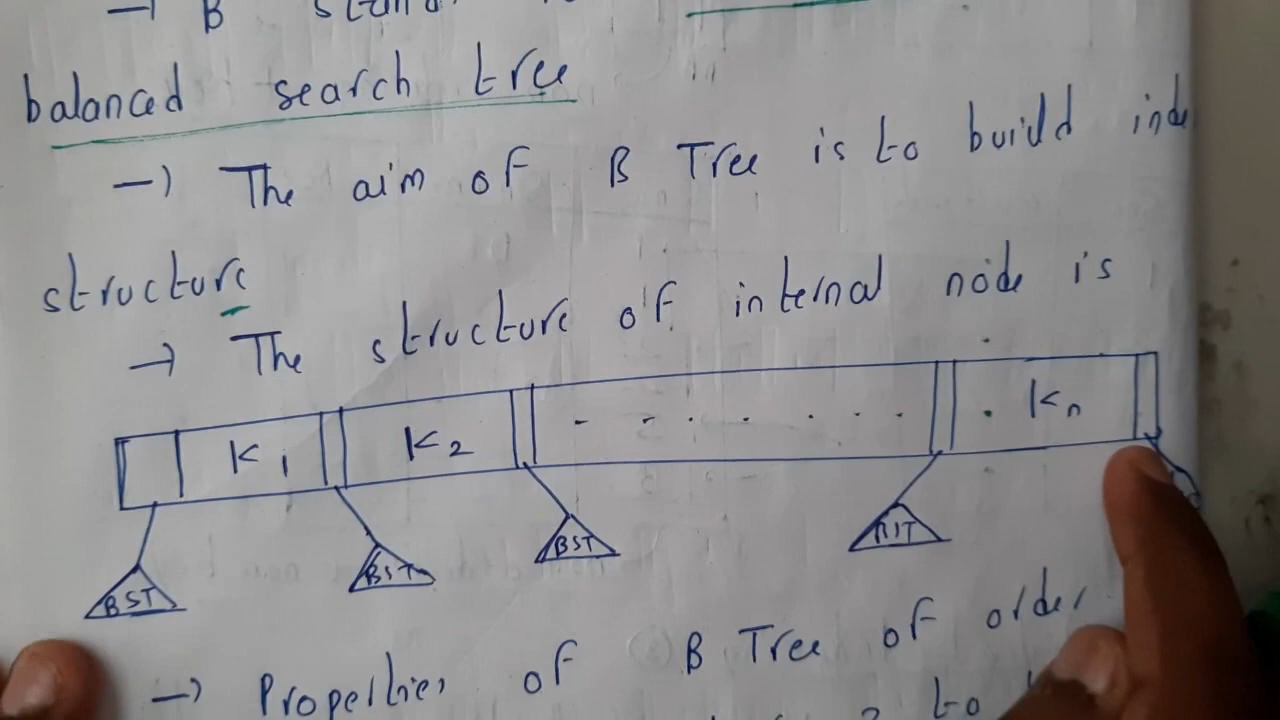 → B
balanced search tree
→ The aim of B Tree is to build
structure
→ The structure of internal node is
K1 K2 - - . . . . . . Kn
BST BST BST
→ Properties of B Tree of order
to